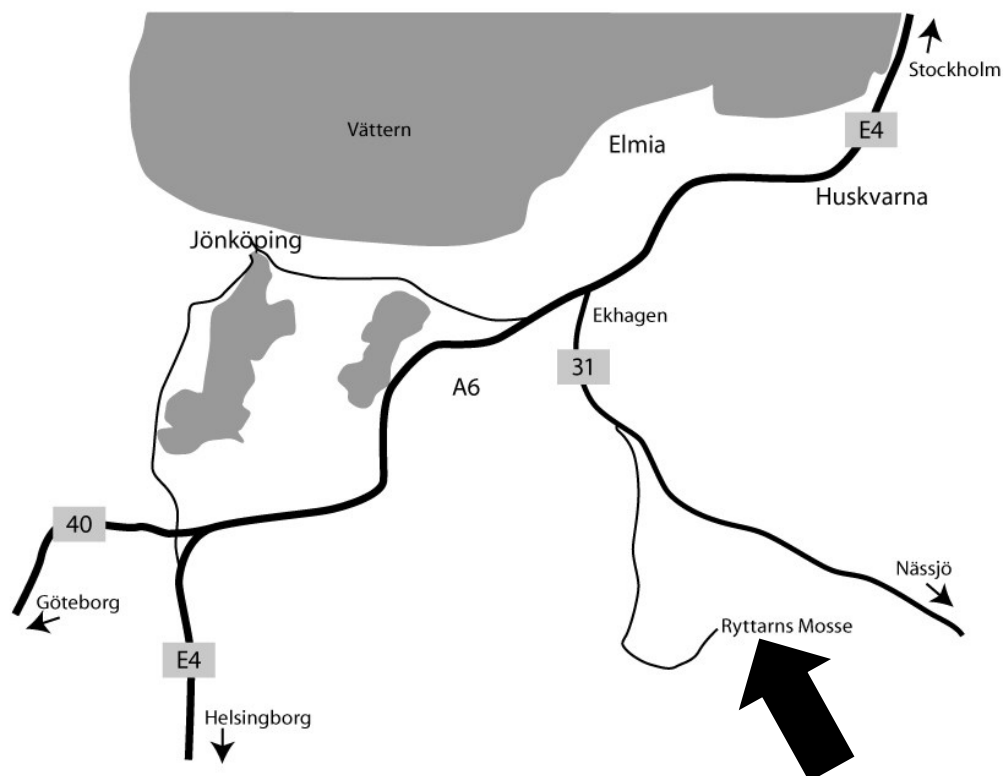 Stockholm
Vättern
E4
Elmia
Huskvarna
Jönköping
Ekhagen
31
A6
40
Nässjö
Göteborg
Ryttarns Mosse
E4
Helsingborg